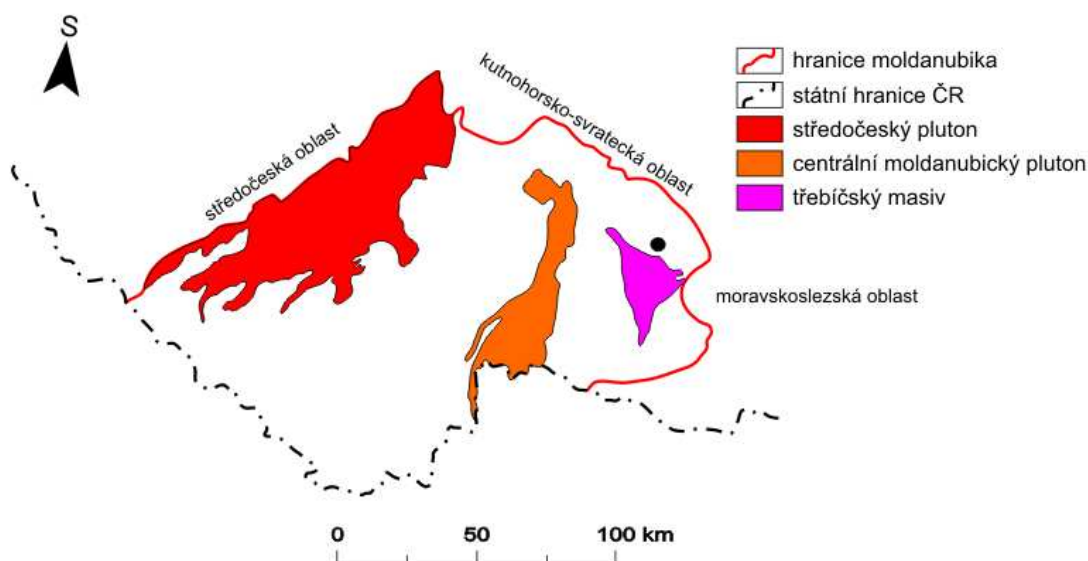 S
kutnohorsko-svratecká oblast
středočeská oblast
moravskoslezská oblast
hranice moldanubika
státní hranice ČR
středočeský pluton
centrální moldanubický pluton
třebíčský masiv
0 50 100 km